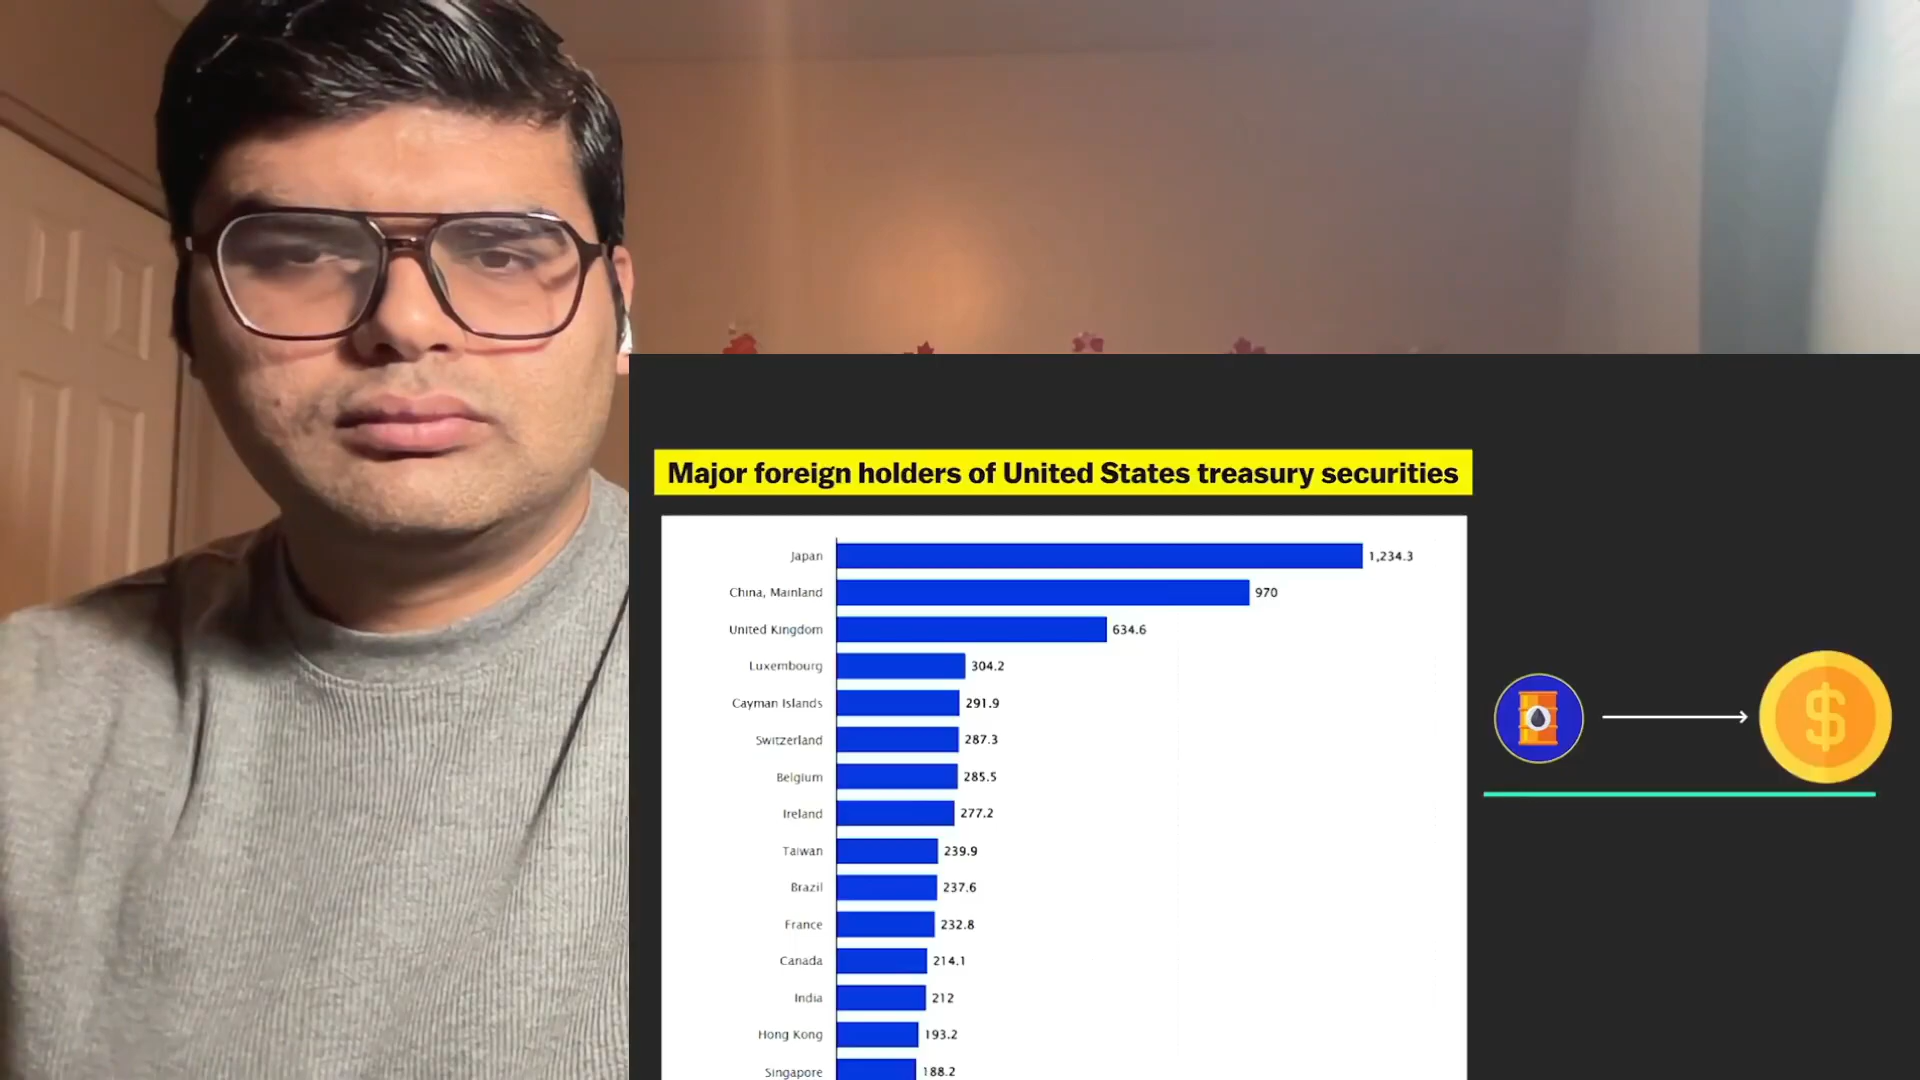 Major foreign holders of United States treasury securities
Japan 1,234.3
China, Mainland 970
United Kingdom 634.6
Luxembourg 304.2
Cayman Islands 291.9
Switzerland 287.3
Belgium 285.5
Ireland 277.2
Taiwan 239.9
Brazil 237.6
France 232.8
Canada 214.1
India 212
Hong Kong 193.2
Singapore 188.2
$